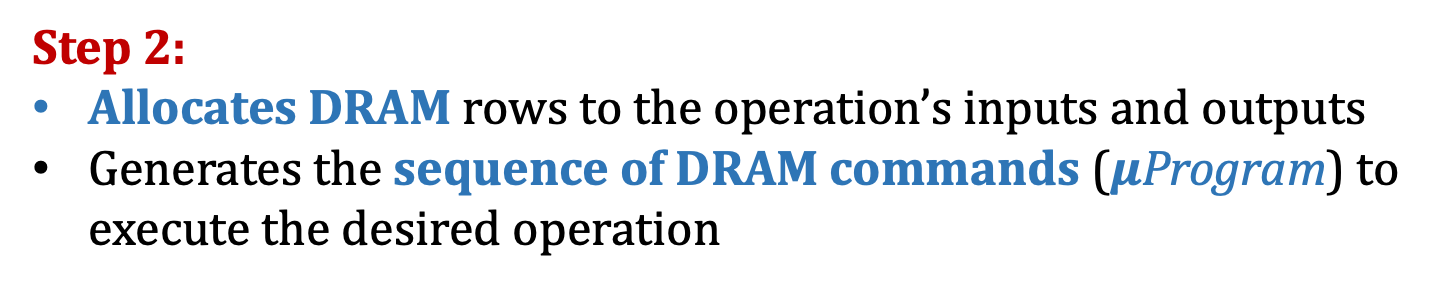 Step 2:
• Allocates DRAM rows to the operation’s inputs and outputs
• Generates the sequence of DRAM commands (μProgram) to
execute the desired operation